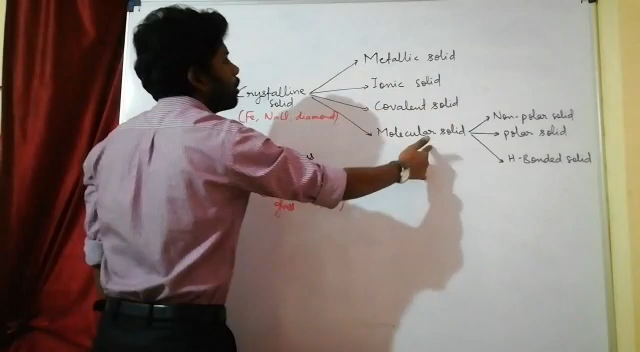 Metallic solid
Crystalline solid
Ionic solid
Covalent solid
(Fe, NaCl, diamond)
Molecular solid
Non-polar solid
polar solid
H-Bonded solid